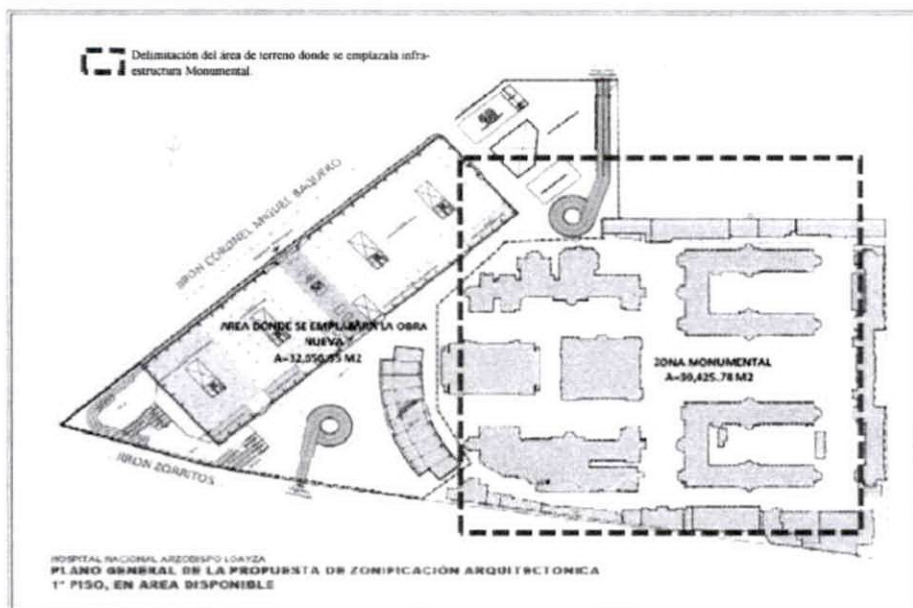 Delimitación del área de terreno donde se emplazala infra-
estructura Monumental.
JIRON CORONEL MIGUEL BAQUERO
AREA DONDE SE EMPLAZARA LA OBRA
NUEVA
A=32,050.55 M2
ZONA MONUMENTAL
A=30,425.78 M2
JIRON ZORRITOS
HOSPITAL NACIONAL ARZOBISPO LOAYZA
PLANO GENERAL DE LA PROPUESTA DE ZONIFICACIÓN ARQUITECTONICA
1° PISO, EN AREA DISPONIBLE